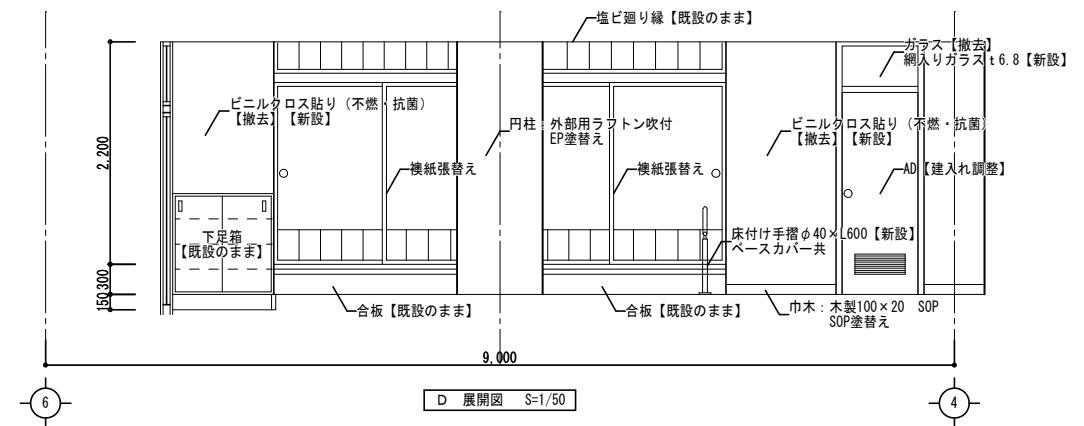 塩ビ廻り縁【既設のまま】
ガラス【撤去】
網入りガラスｔ6.8【新設】
ビニルクロス貼り（不燃・抗菌）
【撤去】【新設】
円柱：外部用ラフトン吹付
EP塗替え
ビニルクロス貼り（不燃・抗菌）
【撤去】【新設】
襖紙張替え
襖紙張替え
AD【建入れ調整】
2,200
下足箱
【既設のまま】
床付け手摺φ40×L600【新設】
ベースカバー共
300
150
合板【既設のまま】
合板【既設のまま】
巾木：木製100×20　SOP
SOP塗替え
9,000
6
D　展開図　S=1/50
4